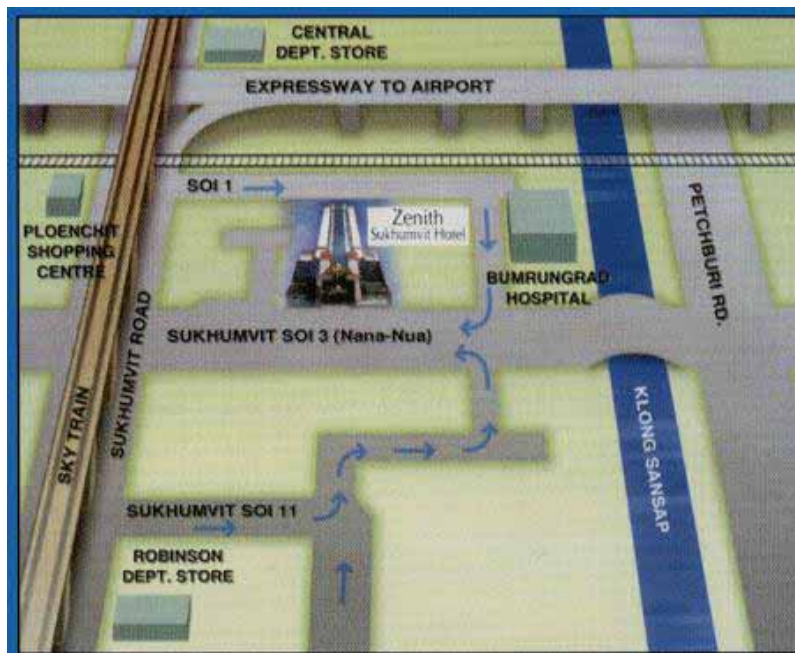 CENTRAL
DEPT. STORE
EXPRESSWAY TO AIRPORT
SOI 1
Zenith
Sukhumvit Hotel
PLOENCHIT
SHOPPING
CENTRE
BUMRUNGRAD
HOSPITAL
PETCHBURI RD.
SUKHUMVIT SOI 3 (Nana-Nua)
SKY TRAIN
SUKHUMVIT ROAD
KLONG SANSAP
SUKHUMVIT SOI 11
ROBINSON
DEPT. STORE